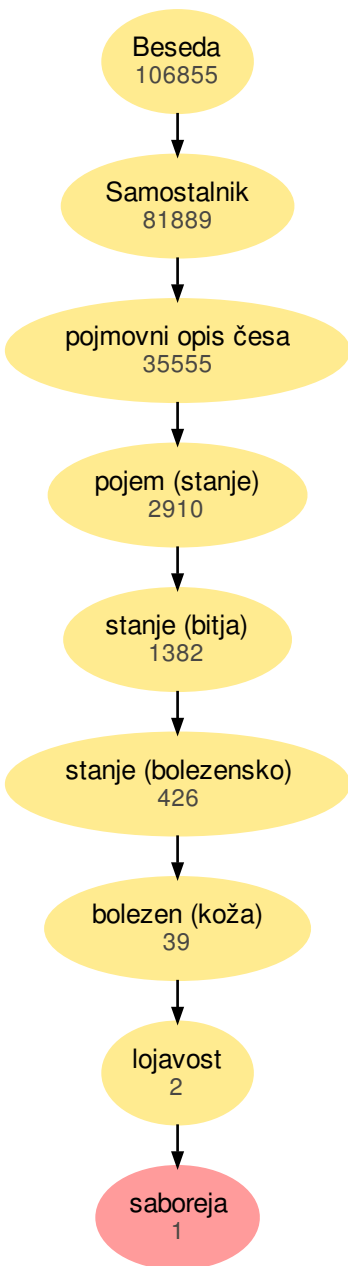 Beseda
106855
Samostalnik
81889
pojmovni opis česa
35555
pojem (stanje)
2910
stanje (bitja)
1382
stanje (bolezensko)
426
bolezen (koža)
39
lojavost
2
saboreja
1